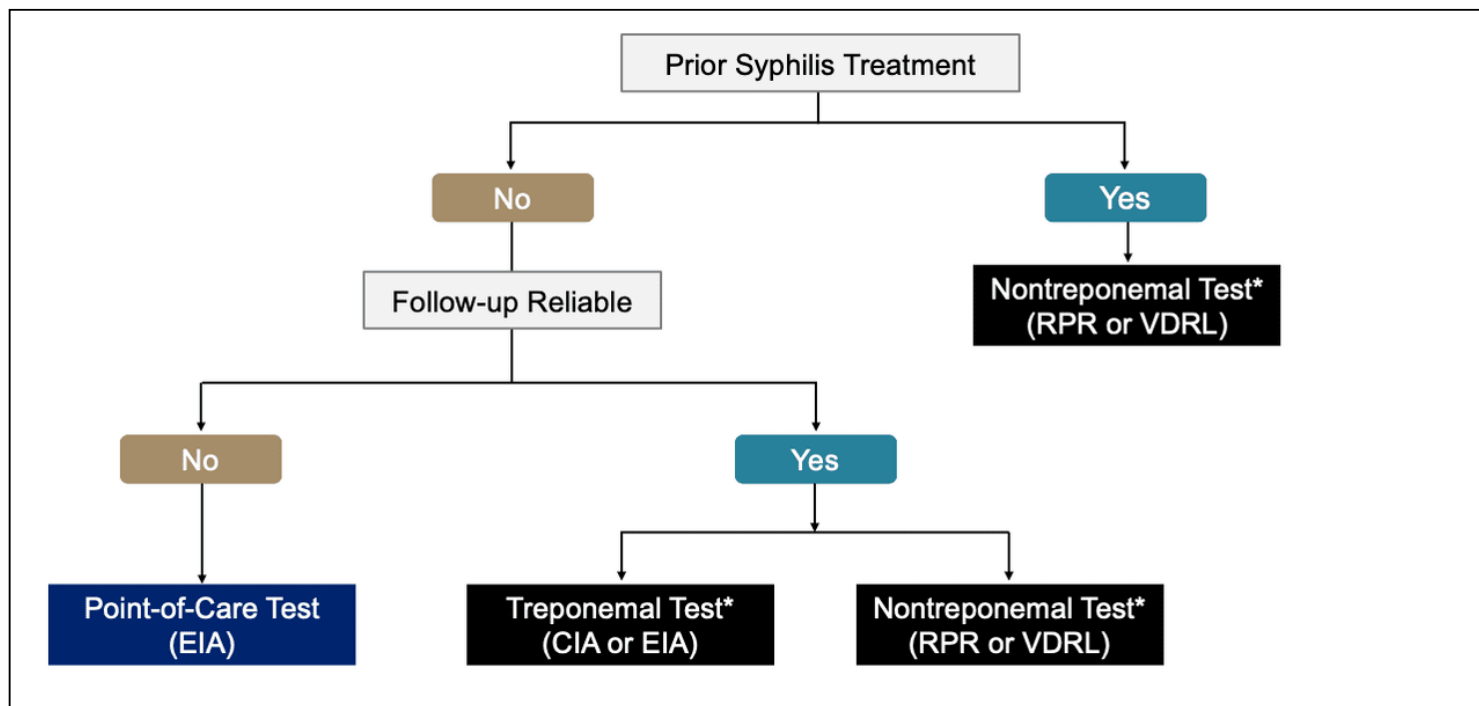 Prior Syphilis Treatment
No
Yes
Nontreponemal Test*
(RPR or VDRL)
Follow-up Reliable
No
Yes
Point-of-Care Test
(EIA)
Treponemal Test*
(CIA or EIA)
Nontreponemal Test*
(RPR or VDRL)